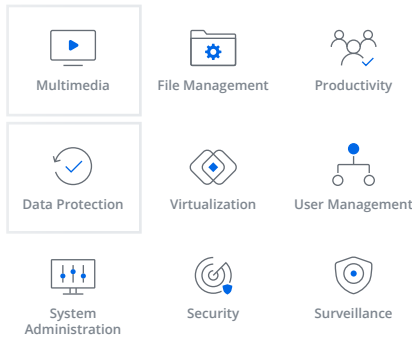 Multimedia
File Management
Productivity
Data Protection
Virtualization
User Management
System
Administration
Security
Surveillance